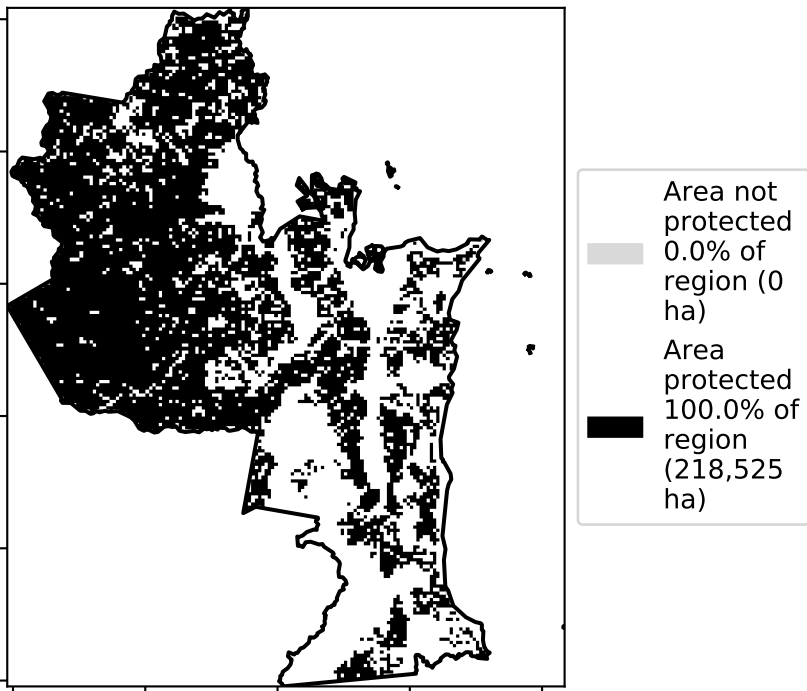 Area not
protected
0.0% of
region (0
ha)
Area
protected
100.0% of
region
(218,525
ha)